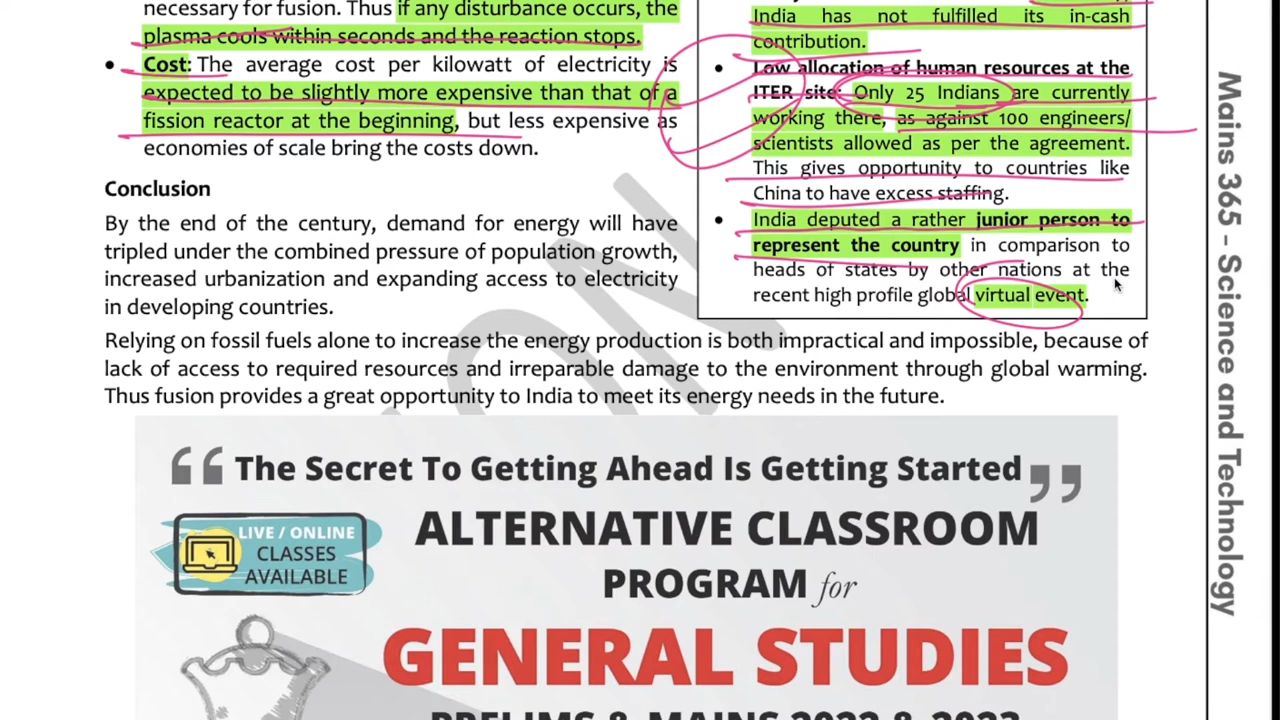 necessary for fusion. Thus if any disturbance occurs, the
plasma cools within seconds and the reaction stops.
• Cost: The average cost per kilowatt of electricity is
expected to be slightly more expensive than that of a
fission reactor at the beginning, but less expensive as
economies of scale bring the costs down.
Conclusion
By the end of the century, demand for energy will have
tripled under the combined pressure of population growth,
increased urbanization and expanding access to electricity
in developing countries.
India has not fulfilled its in-cash
contribution.
• Low allocation of human resources at the
ITER site: Only 25 Indians are currently
working there, as against 100 engineers/
scientists allowed as per the agreement.
This gives opportunity to countries like
China to have excess staffing.
• India deputed a rather junior person to
represent the country in comparison to
heads of states by other nations at the
recent high profile global virtual event.
Relying on fossil fuels alone to increase the energy production is both impractical and impossible, because of
lack of access to required resources and irreparable damage to the environment through global warming.
Thus fusion provides a great opportunity to India to meet its energy needs in the future.
“ The Secret To Getting Ahead Is Getting Started ”
LIVE / ONLINE
CLASSES
AVAILABLE
ALTERNATIVE CLASSROOM
PROGRAM for
GENERAL STUDIES
PRELIMS & MAINS 2022 & 2023
Mains 365 - Science and Technology